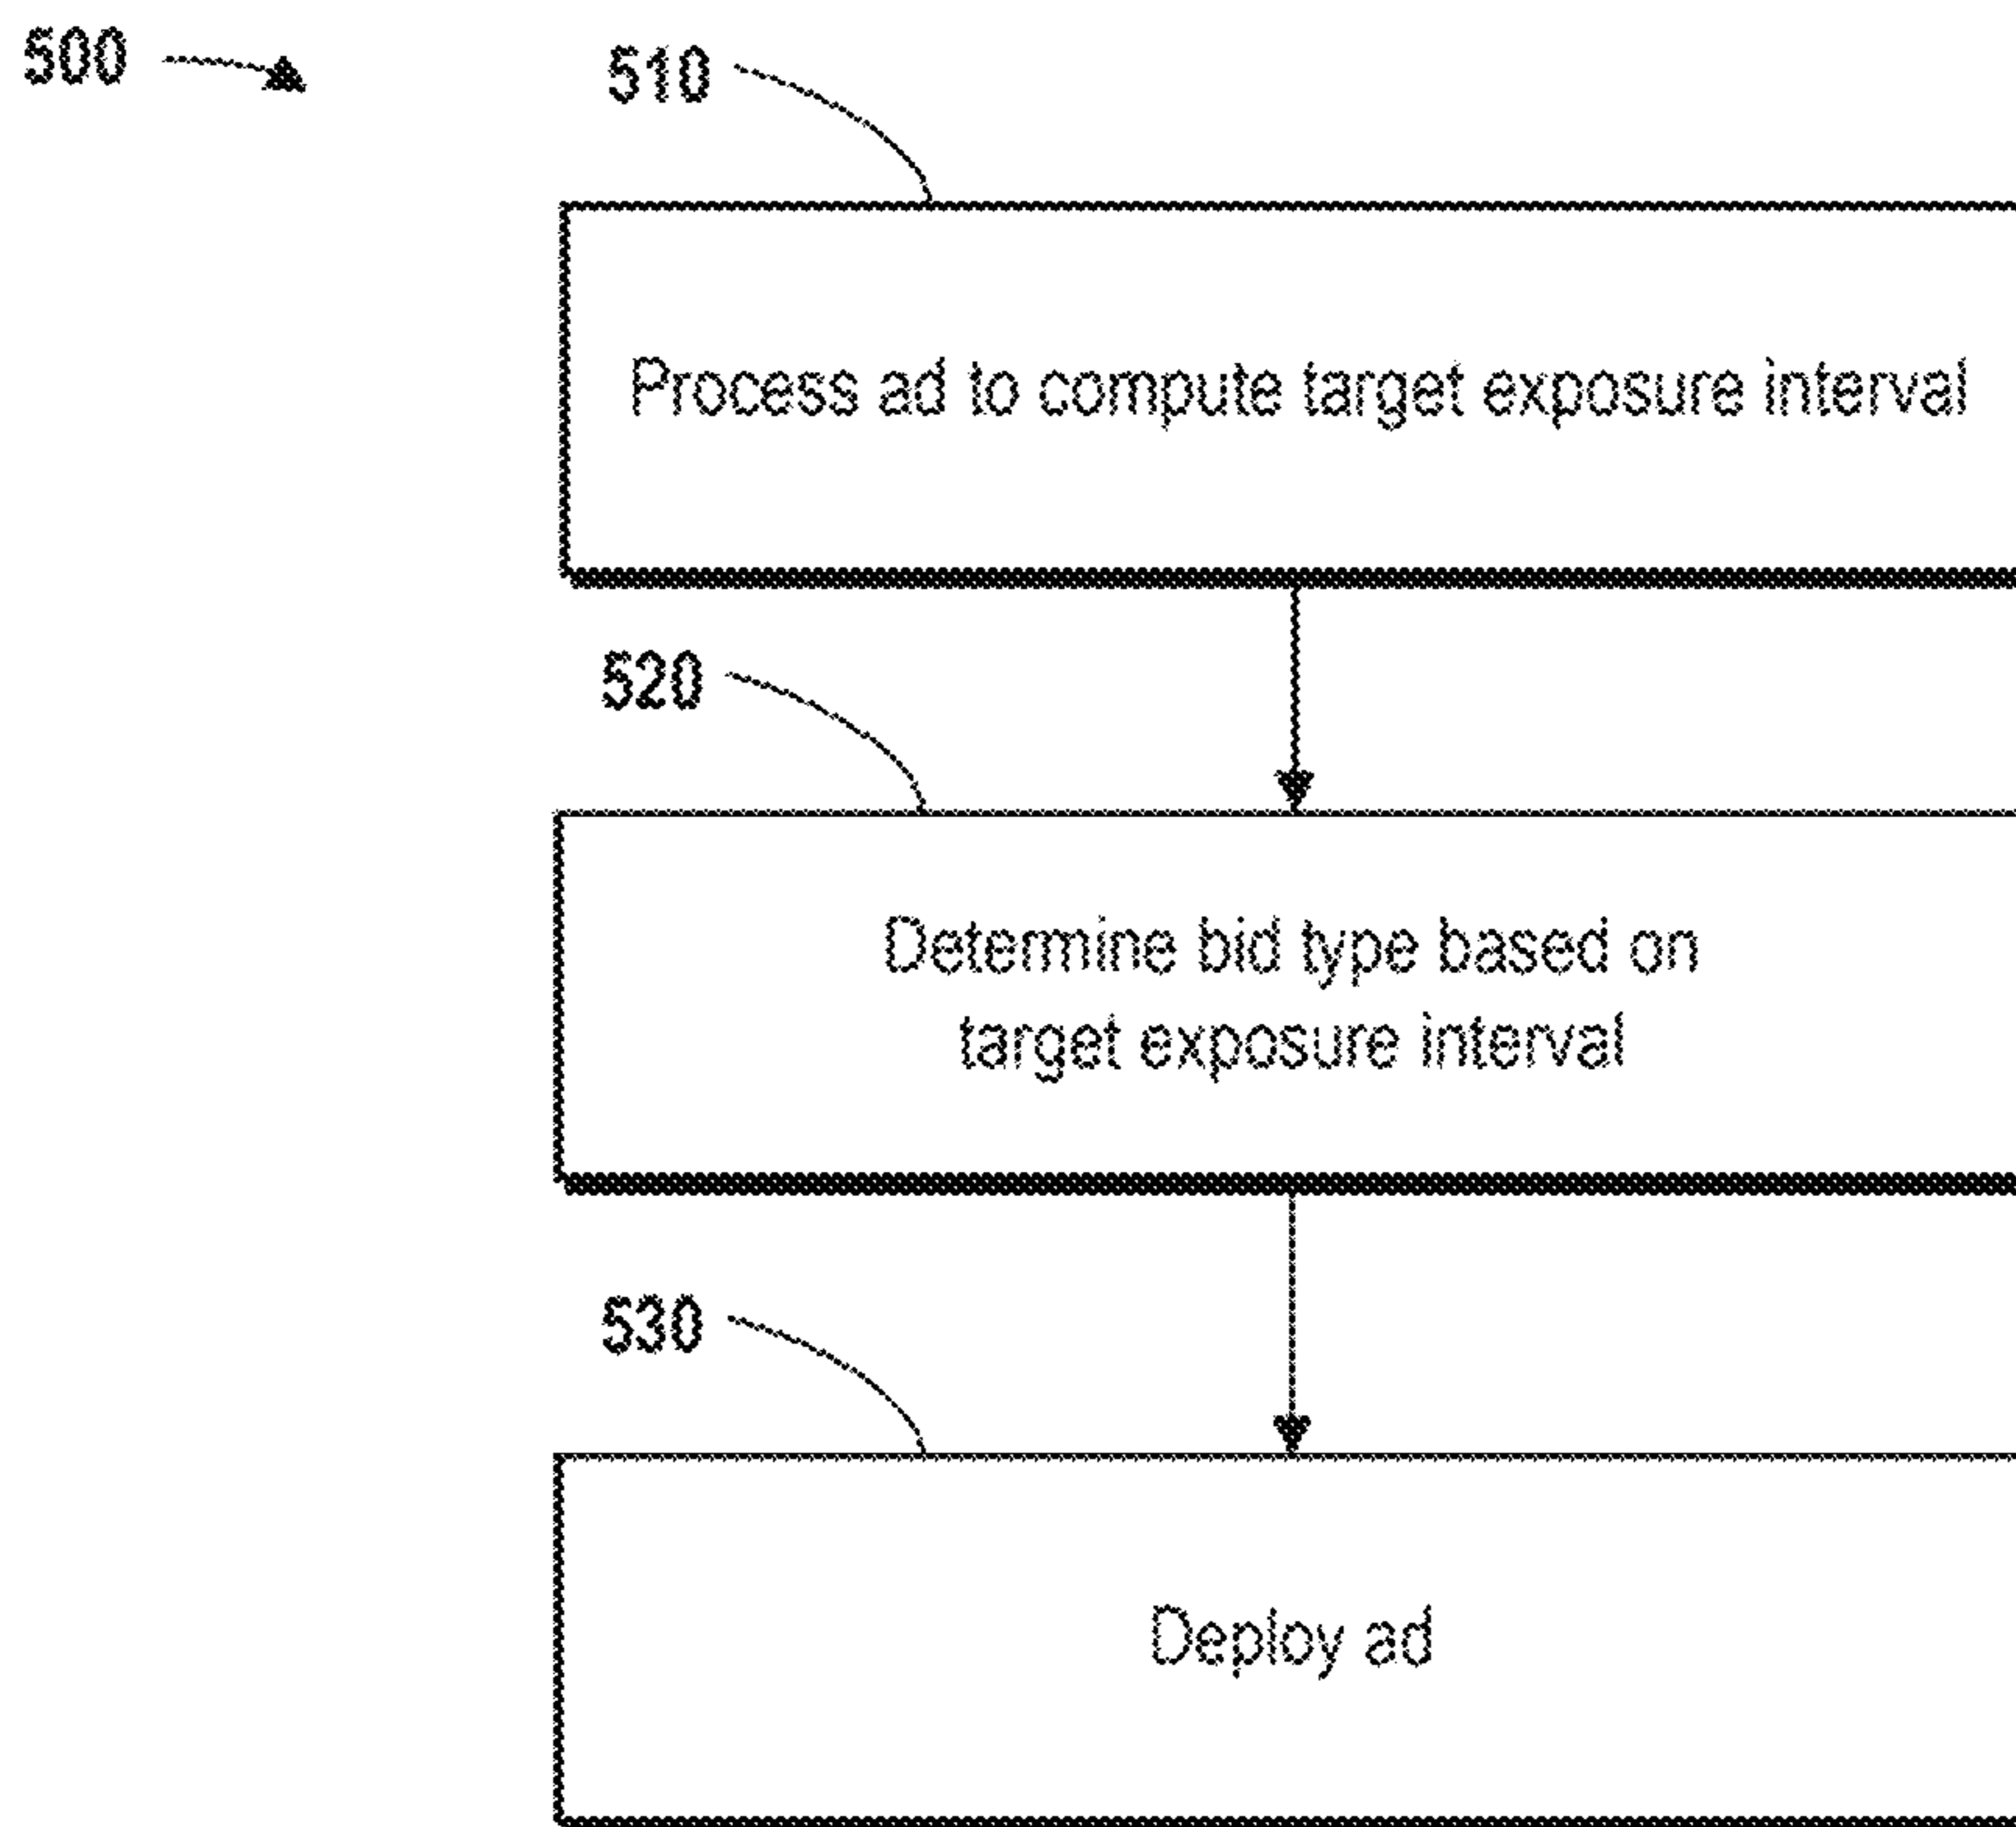 500
510
Process ad to compute target exposure interval
520
Determine bid type based on
target exposure interval
530
Deploy ad